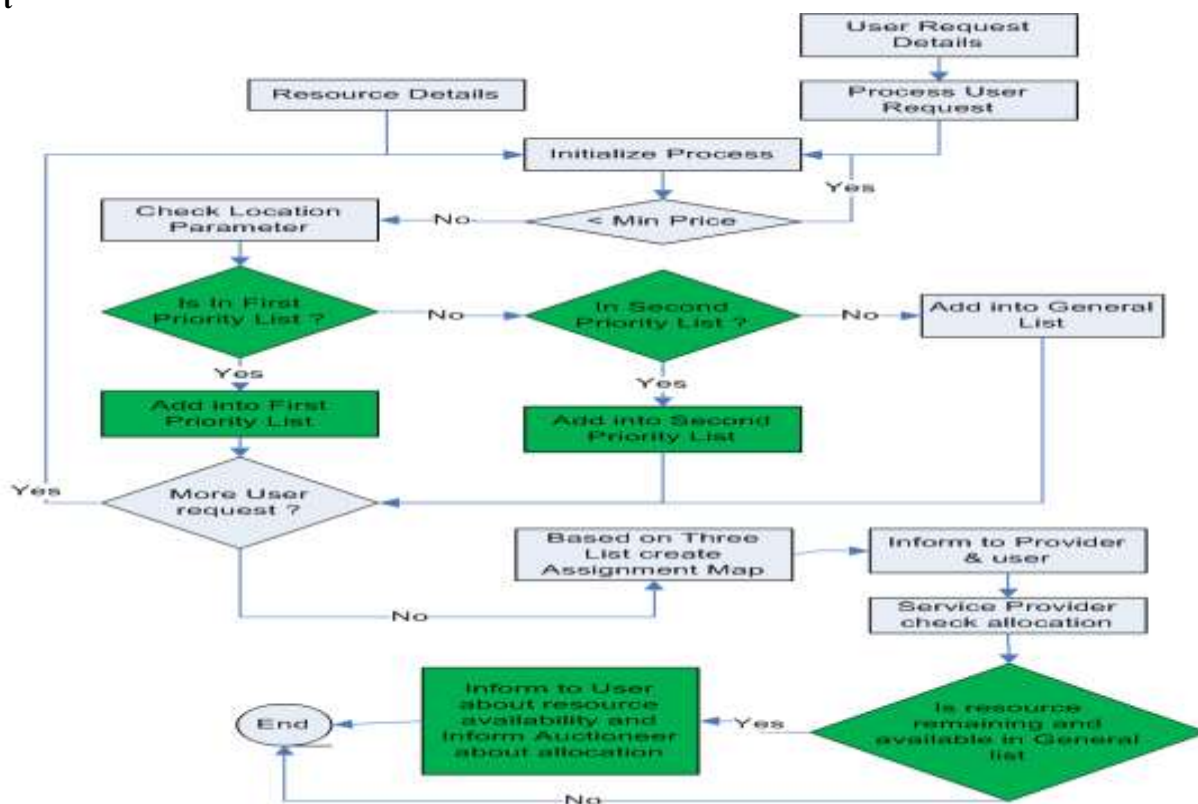 t
User Request
Details
Resource Details
Process User
Request
Initialize Process
Yes
Check Location
Parameter
No
< Min Price
Is In First
Priority List ?
No
In Second
Priority List ?
No
Add into General
List
Yes
Yes
Add into First
Priority List
Add into Second
Priority List
Yes
More User
request ?
Based on Three
List create
Assignment Map
Inform to Provider
& user
No
Service Provider
check allocation
Inform to User
about resource
availability and
Inform Auctioneer
about allocation
End
Yes
Is resource
remaining and
available in General
list
No